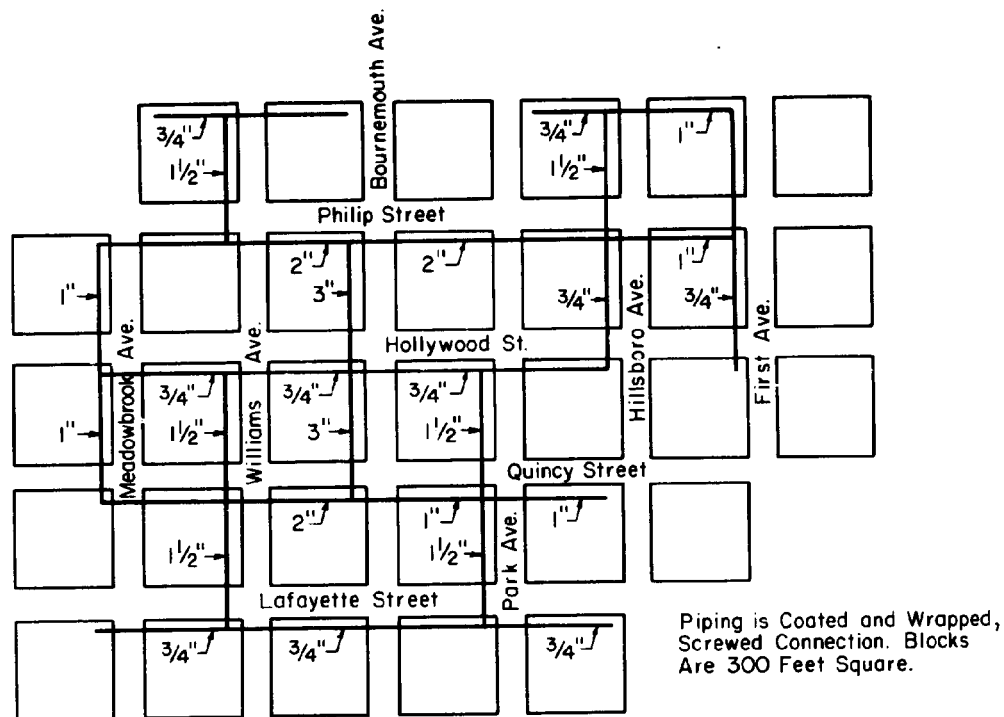 Bournemouth Ave.
3/4"
1 1/2"
3/4"
1 1/2"
1"
Philip Street
1"
2"
3"
2"
3/4"
1"
3/4"
Meadowbrook Ave.
Williams Ave.
Hollywood St.
Hillsboro Ave.
First Ave.
1"
3/4"
1 1/2"
3/4"
3"
3/4"
1 1/2"
Quincy Street
1 1/2"
2"
1"
1 1/2"
1"
Park Ave.
Lafayette Street
3/4"
3/4"
3/4"
Piping is Coated and Wrapped,
Screwed Connection. Blocks
Are 300 Feet Square.